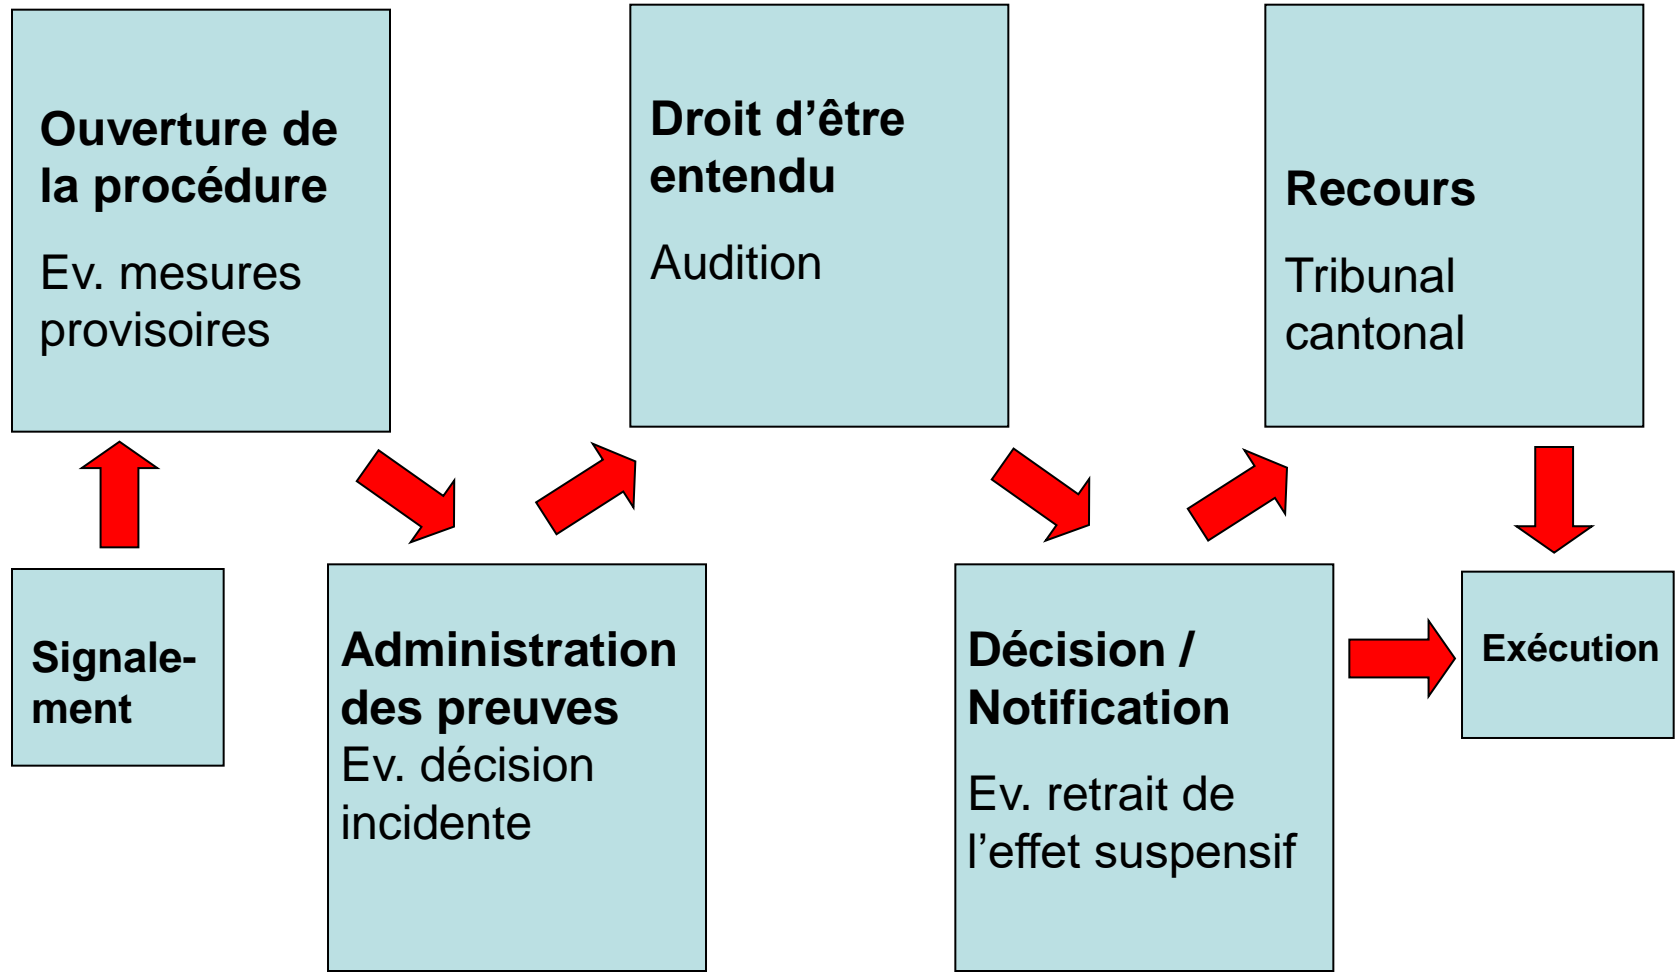 Ouverture de
la procédure
Ev. mesures
provisoires
Droit d’être
entendu
Audition
Recours
Tribunal
cantonal
Signale-
ment
Administration
des preuves
Ev. décision
incidente
Décision /
Notification
Ev. retrait de
l’effet suspensif
Exécution